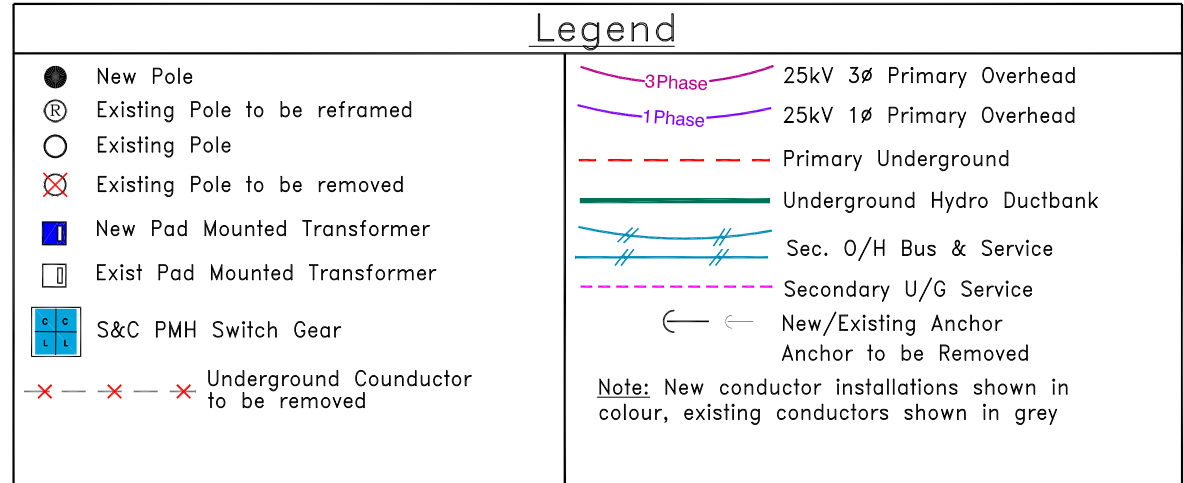 Legend
New Pole
R Existing Pole to be reframed
Existing Pole
Existing Pole to be removed
New Pad Mounted Transformer
Exist Pad Mounted Transformer
C C
L L
S&C PMH Switch Gear
Underground Counductor
to be removed
3Phase 25kV 3ø Primary Overhead
1Phase 25kV 1ø Primary Overhead
Primary Underground
Underground Hydro Ductbank
Sec. O/H Bus & Service
Secondary U/G Service
New/Existing Anchor
Anchor to be Removed
Note: New conductor installations shown in
colour, existing conductors shown in grey